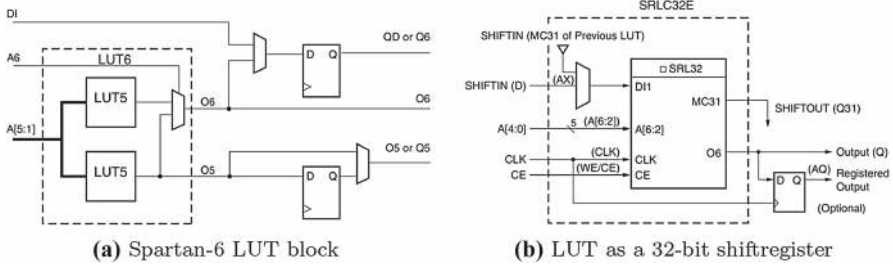 DI
A6
LUT6
LUT5
A[5:1]
LUT5
O6
O5
D Q
QD or Q6
O6
O5 or Q5
D Q
(a) Spartan-6 LUT block
SRLC32E
SHIFTIN (MC31 of Previous LUT)
SRL32
SHIFTIN (D)
(AX)
DI1
MC31
SHIFTOUT (Q31)
A[4:0]
5
(A[6:2])
A[6:2]
O6
Output (Q)
CLK
(CLK)
CLK
CE
(WE/CE)
CE
D Q
(AQ)
Registered
Output
(Optional)
(b) LUT as a 32-bit shiftregister